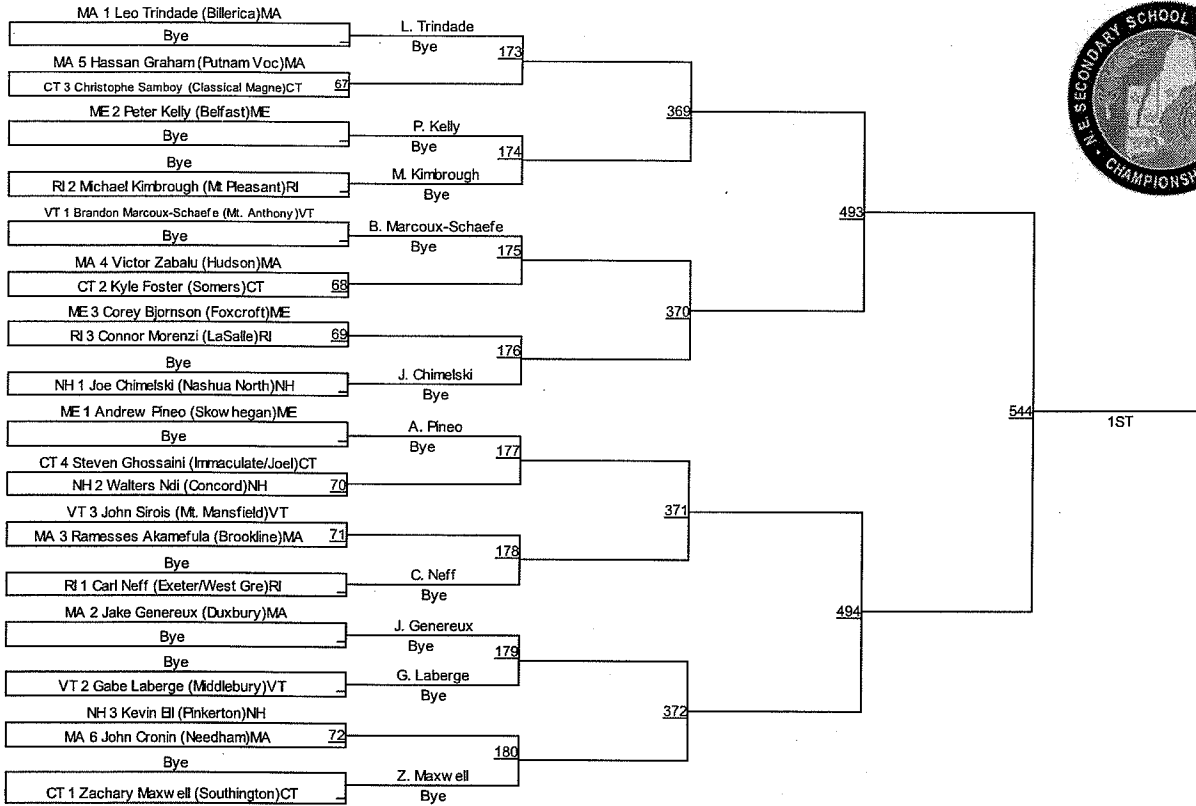 MA 1 Leo Trindade (Billerica)MA
Bye
L. Trindade
Bye
173
MA 5 Hassan Graham (Putnam Voc)MA
CT 3 Christophe Samboy (Classical Magne)CT 67
ME 2 Peter Kelly (Belfast)ME
Bye
P. Kelly
Bye
174
369
Bye
RI 2 Michael Kimbrough (Mt Pleasant)RI
M. Kimbrough
Bye
VT 1 Brandon Marcoux-Schaefe (Mt. Anthony)VT
Bye
B. Marcoux-Schaefe
Bye
175
493
MA 4 Victor Zabalu (Hudson)MA
CT 2 Kyle Foster (Somers)CT 68
ME 3 Corey Bjornson (Foxcroft)ME
RI 3 Connor Morenzi (LaSalle)RI 69
370
176
Bye
NH 1 Joe Chimelski (Nashua North)NH
J. Chimelski
Bye
ME 1 Andrew Pineo (Skowhegan)ME
Bye
A. Pineo
Bye
177
544
1ST
CT 4 Steven Ghossaini (Immaculate/Joel)CT
NH 2 Walters Ndi (Concord)NH 70
VT 3 John Sirois (Mt. Mansfield)VT
MA 3 Ramesses Akamefula (Brookline)MA 71
371
178
Bye
RI 1 Carl Neff (Exeter/West Gre)RI
C. Neff
Bye
MA 2 Jake Genereux (Duxbury)MA
Bye
J. Genereux
Bye
179
494
Bye
VT 2 Gabe Laberge (Middlebury)VT
G. Laberge
Bye
NH 3 Kevin Ell (Pinkerton)NH
MA 6 John Cronin (Needham)MA 72
372
180
Bye
CT 1 Zachary Maxwell (Southington)CT
Z. Maxwell
Bye
N.E. SECONDARY SCHOOL